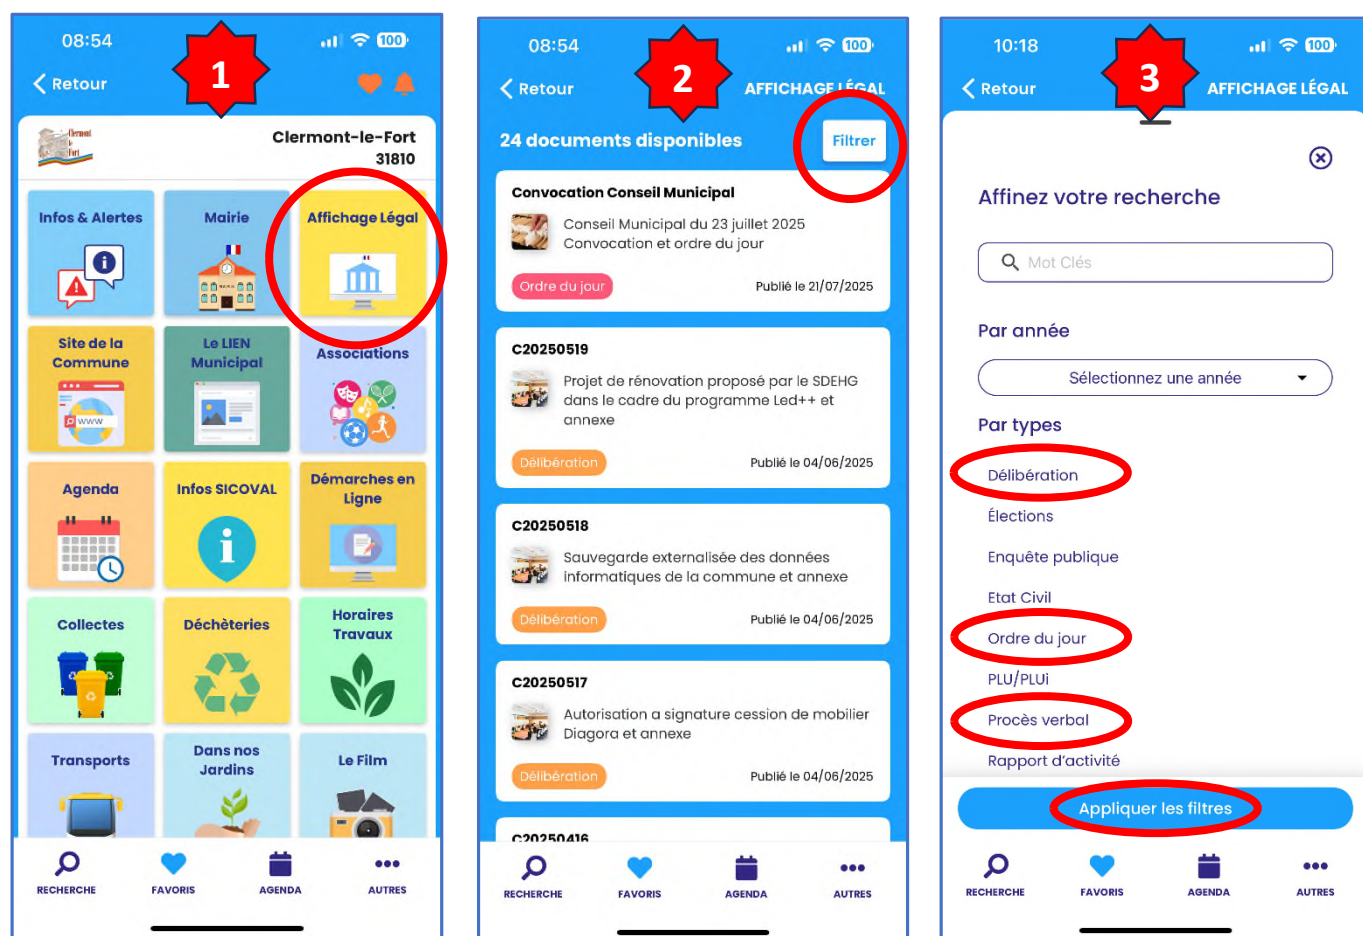 08:54
100
1
Retour
Clermont
le
Fort
Clermont-le-Fort
31810
Infos & Alertes
Mairie
Affichage Légal
Site de la
Commune
Le LIEN
Municipal
Associations
www
Agenda
Infos SICOVAL
Démarches en
Ligne
Collectes
Déchèteries
Horaires
Travaux
Transports
Dans nos
Jardins
Le Film
RECHERCHE
FAVORIS
AGENDA
AUTRES
08:54
100
2
Retour
AFFICHAGE LÉGAL
24 documents disponibles
Filtrer
Convocation Conseil Municipal
Conseil Municipal du 23 juillet 2025
Convocation et ordre du jour
Ordre du jour
Publié le 21/07/2025
C20250519
Projet de rénovation proposé par le SDEHG
dans le cadre du programme Led++ et
annexe
Délibération
Publié le 04/06/2025
C20250518
Sauvegarde externalisée des données
informatiques de la commune et annexe
Délibération
Publié le 04/06/2025
C20250517
Autorisation a signature cession de mobilier
Diagora et annexe
Délibération
Publié le 04/06/2025
C20250416
RECHERCHE
FAVORIS
AGENDA
AUTRES
10:18
100
3
Retour
AFFICHAGE LÉGAL
Affinez votre recherche
Mot Clés
Par année
Sélectionnez une année
Par types
Délibération
Élections
Enquête publique
Etat Civil
Ordre du jour
PLU/PLUi
Procès verbal
Rapport d'activité
Appliquer les filtres
RECHERCHE
FAVORIS
AGENDA
AUTRES